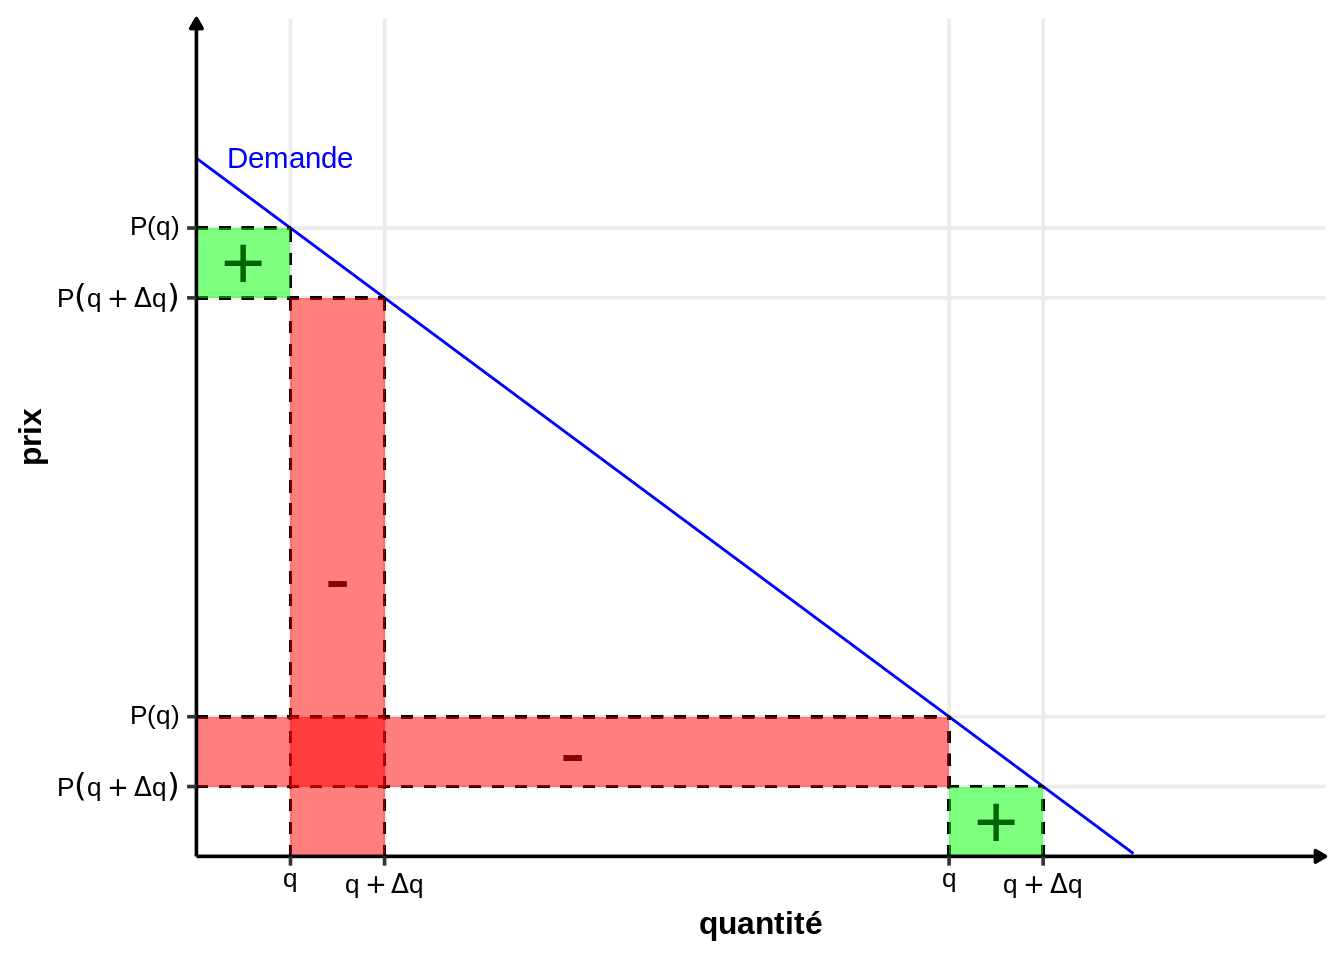 Demande
P(q)
+
P(q + Δq)
prix
-
P(q)
-
P(q + Δq)
+
q
q + Δq
q
q + Δq
quantité